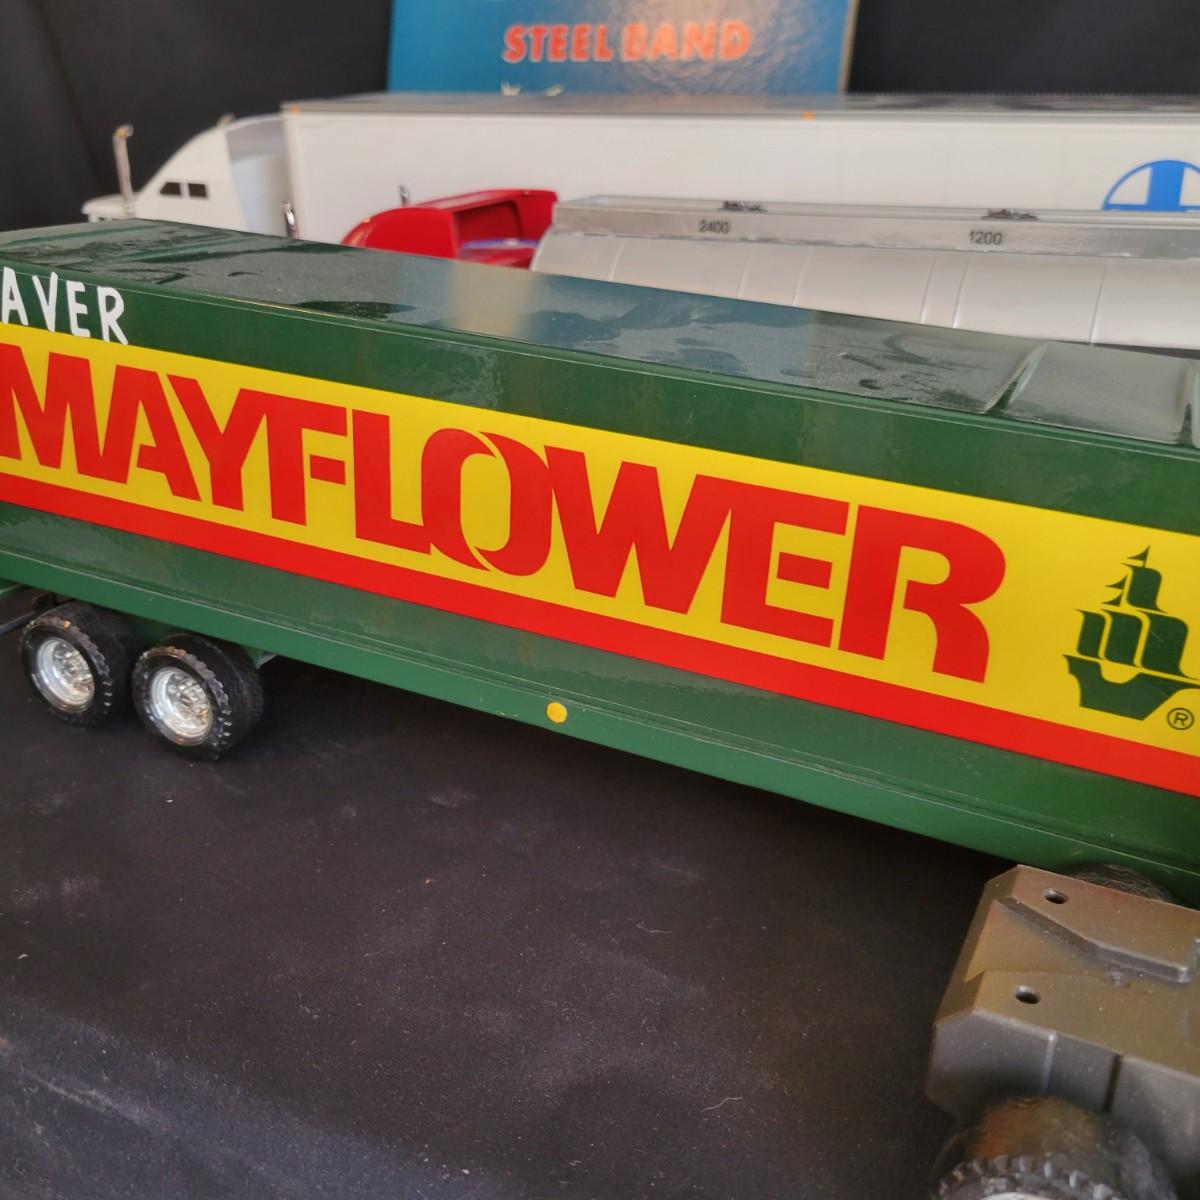 STEEL BAND
2400
1200
AVER
MAYFLOWER
®